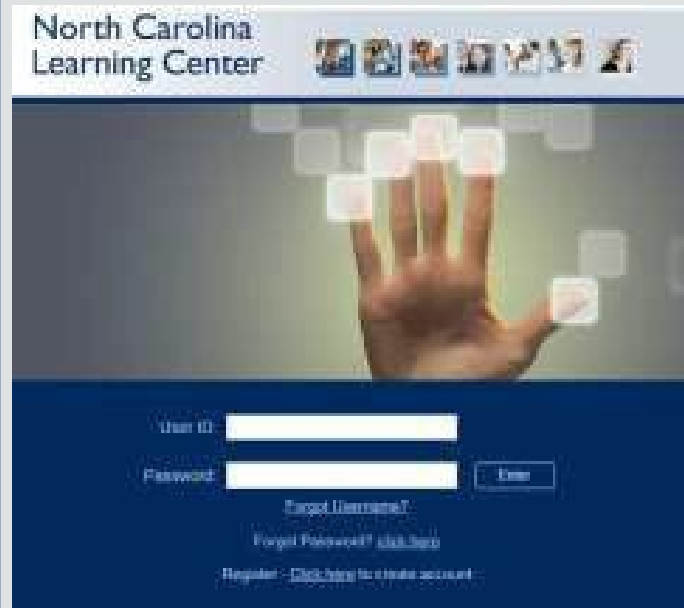 North Carolina
Learning Center
User ID
Password
Enter
Forgot Username?
Forgot Password? click here
Register - Click here to create account